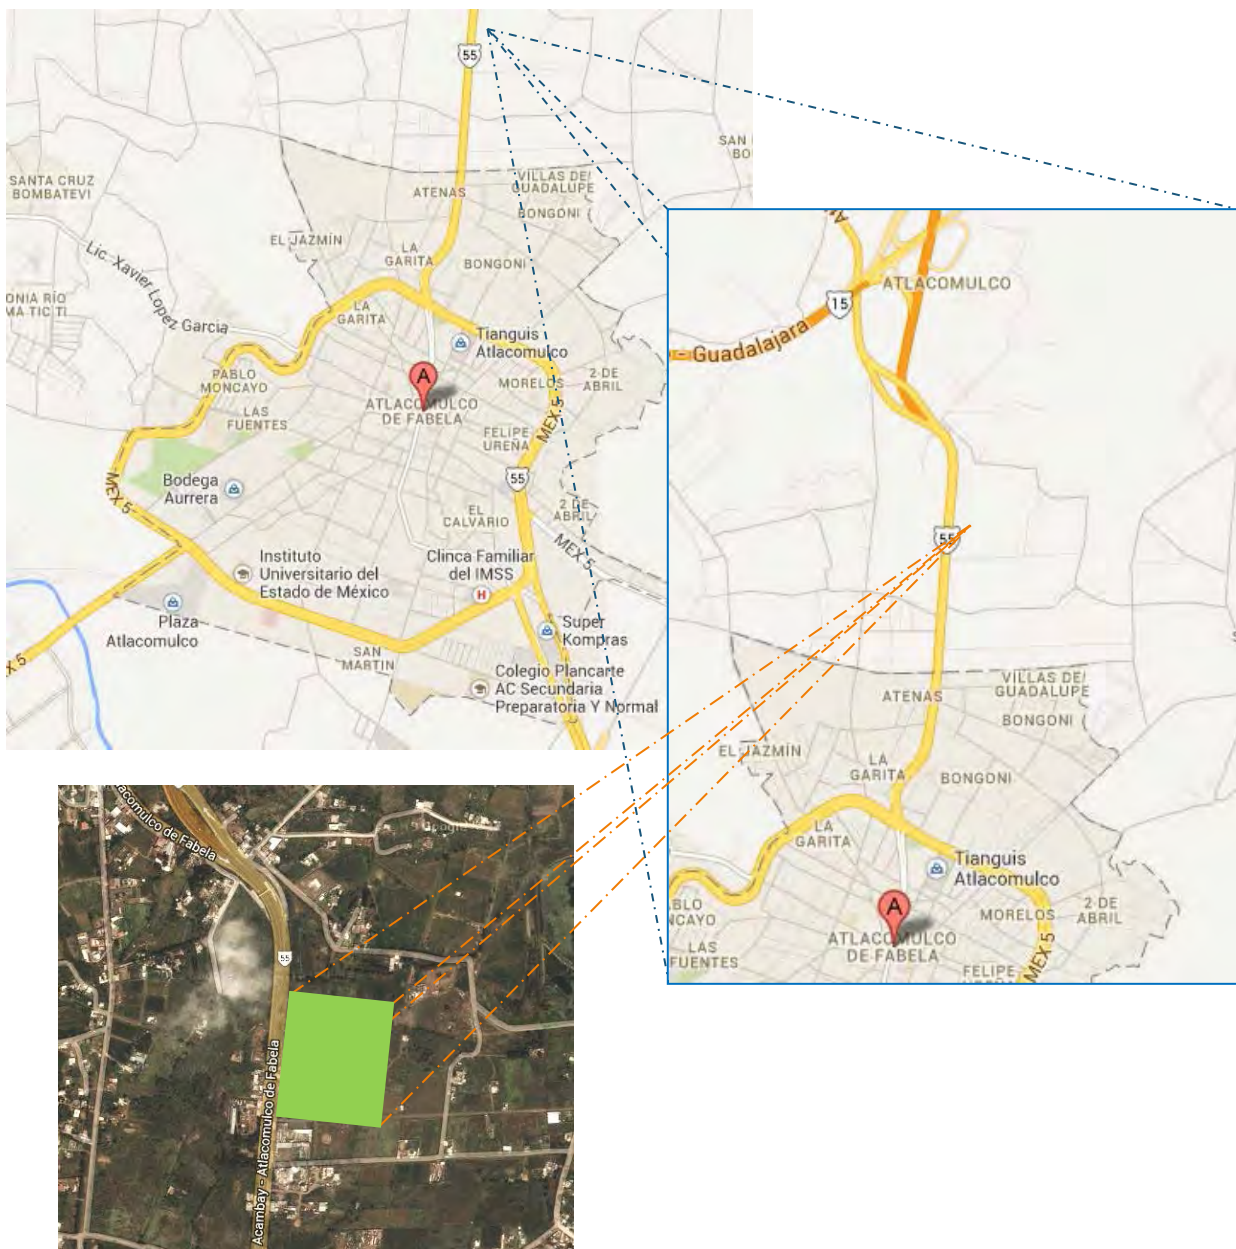 55
SAN
BO
SANTA CRUZ
BOMBATEVI
VILLAS DE
GUADALUPE
ATENAS
BONGONI
EL JAZMÍN
LA
GARITA
BONGONI
Lic. Xavier Lopez Garcia
ONIA RÍO
MA TIC TI
LA
GARITA
Tianguis
Atlacomulco
PABLO
MONCAYO
A
MORELOS
2 DE
ABRIL
ATLACOMULCO
DE FABELA
LAS
FUENTES
FELIPE
UREÑA
MEX 5
55
Bodega
Aurrera
MEX 5
EL
CALVARIO
2 DE
ABRIL
MEX 5
Instituto
Universitario del
Estado de México
Clinca Familiar
del IMSS
H
Plaza
Atlacomulco
Super
Kompras
SAN
MARTIN
X 5
Colegio Plancarte
AC Secundaria
Preparatoria Y Normal
ATLACOMULCO
15
- Guadalajara
55
VILLAS DE
GUADALUPE
ATENAS
BONGONI
EL JAZMÍN
LA
GARITA
BONGONI
LA
GARITA
Tianguis
Atlacomulco
BLO
NCAYO
A
MORELOS
2 DE
ABRIL
ATLACOMULCO
DE FABELA
LAS
FUENTES
FELIPE
MEX 5
lacomulco de Fabela
Google
55
Acambay - Atlacomulco de Fabela